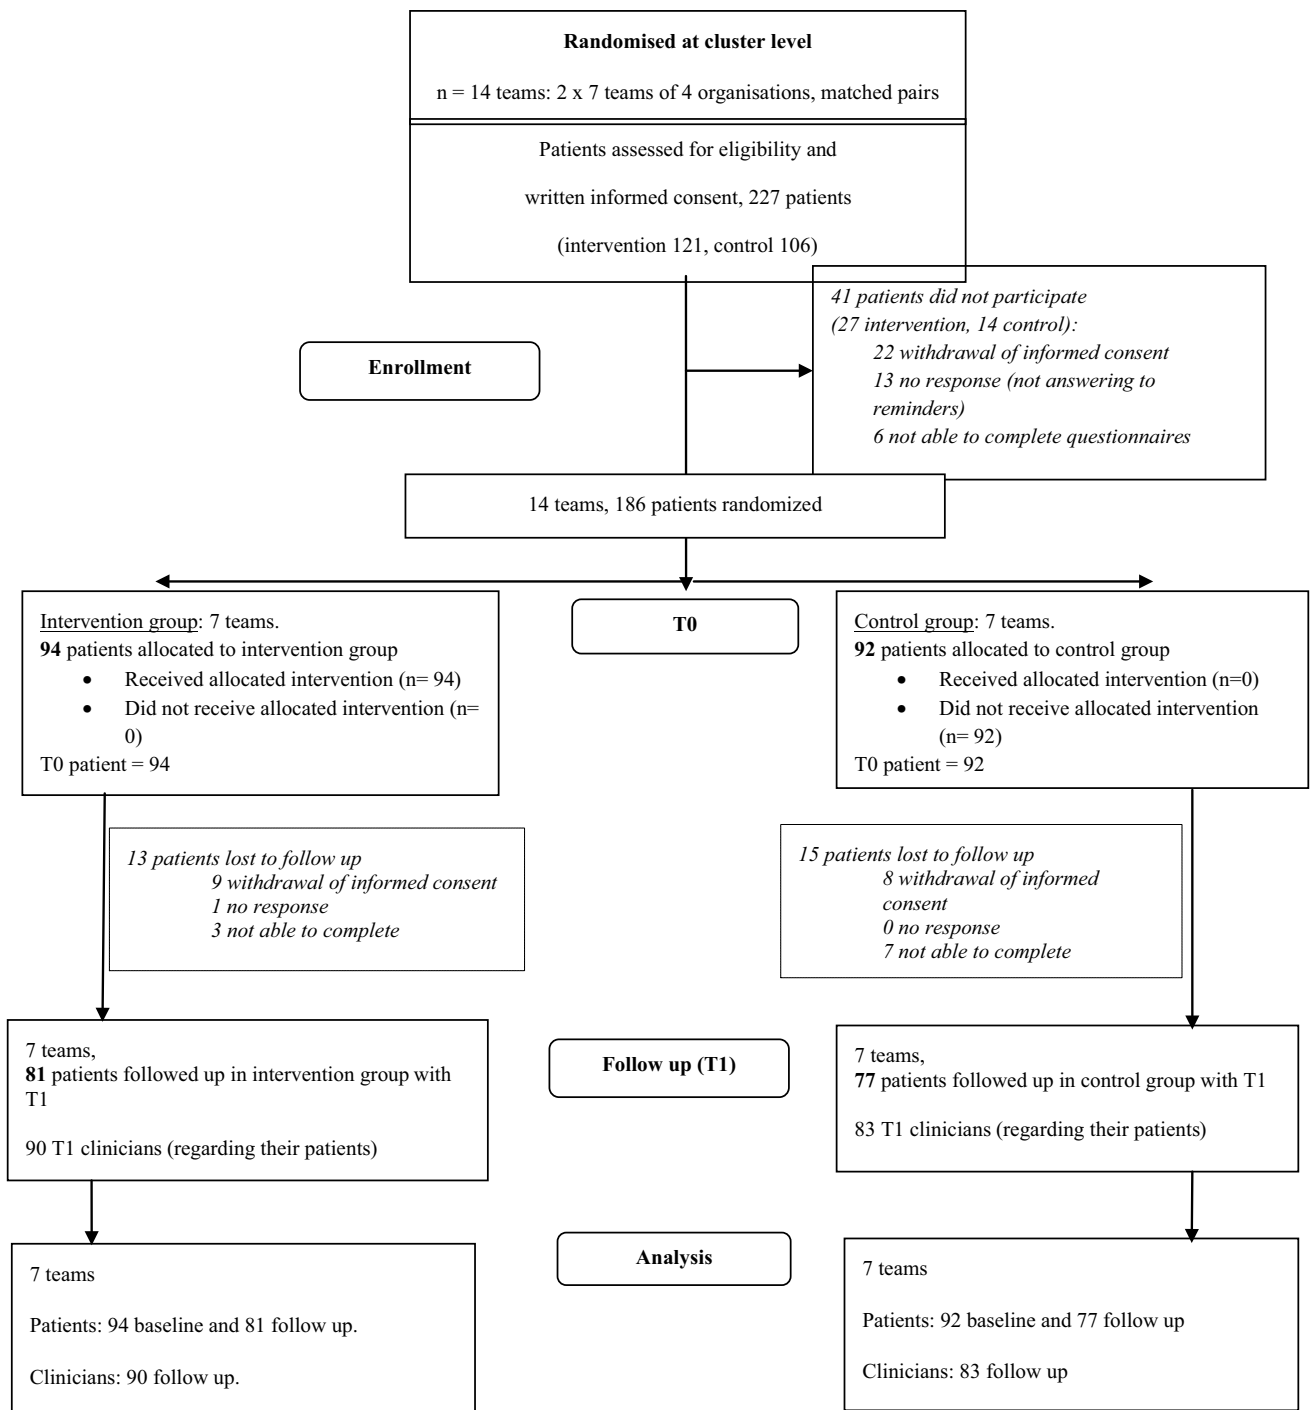 Randomised at cluster level
n = 14 teams: 2 x 7 teams of 4 organisations, matched pairs
Patients assessed for eligibility and
written informed consent, 227 patients
(intervention 121, control 106)
41 patients did not participate
(27 intervention, 14 control):
22 withdrawal of informed consent
13 no response (not answering to
reminders)
6 not able to complete questionnaires
Enrollment
14 teams, 186 patients randomized
Intervention group: 7 teams.
94 patients allocated to intervention group
• Received allocated intervention (n= 94)
• Did not receive allocated intervention (n=
0)
T0 patient = 94
T0
Control group: 7 teams.
92 patients allocated to control group
• Received allocated intervention (n=0)
• Did not receive allocated intervention
(n= 92)
T0 patient = 92
13 patients lost to follow up
9 withdrawal of informed consent
1 no response
3 not able to complete
15 patients lost to follow up
8 withdrawal of informed
consent
0 no response
7 not able to complete
7 teams,
81 patients followed up in intervention group with
T1
90 T1 clinicians (regarding their patients)
Follow up (T1)
7 teams,
77 patients followed up in control group with T1
83 T1 clinicians (regarding their patients)
7 teams
Patients: 94 baseline and 81 follow up.
Clinicians: 90 follow up.
Analysis
7 teams
Patients: 92 baseline and 77 follow up
Clinicians: 83 follow up